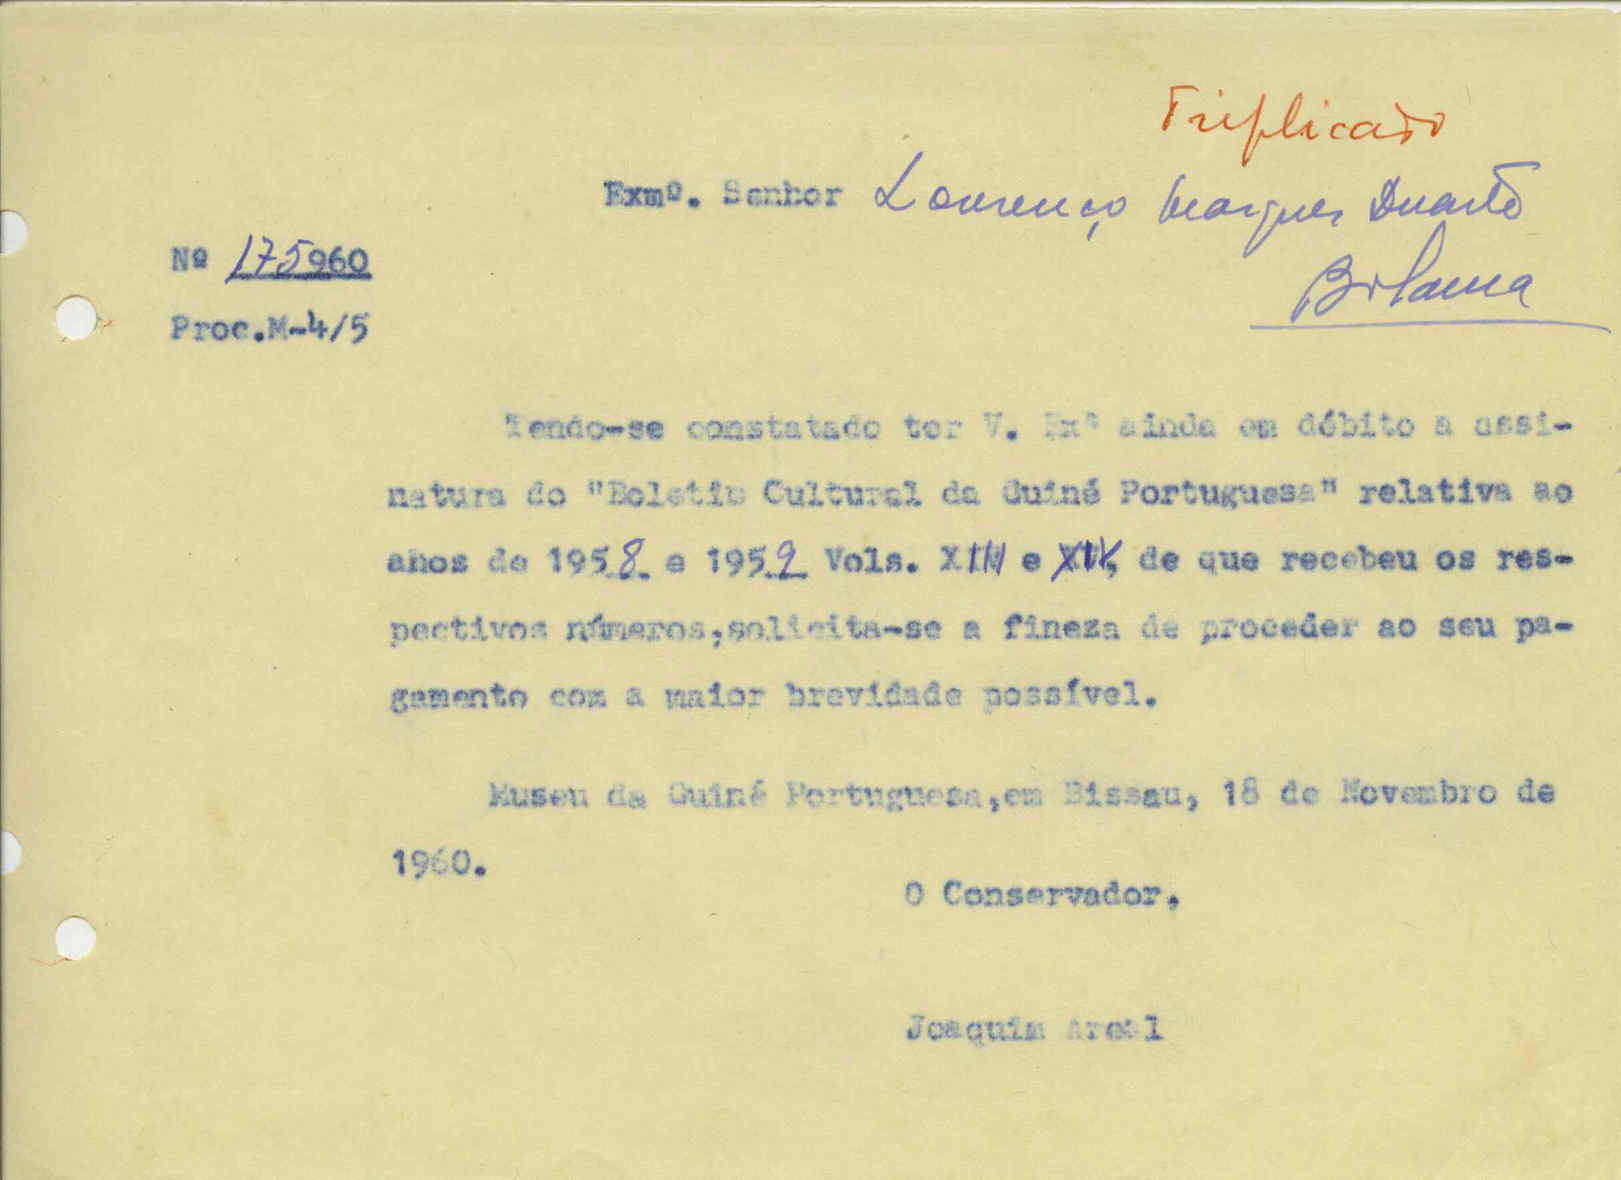 Triplicado
Exmº. Senhor Lourenço Marques Duarte
Nº 175960
Bolama
Proc.M-4/5
Tendo-se constatado ter V. Exª ainda em débito a assi-
natura do "Boletim Cultural da Guiné Portuguesa" relativa ao
anos de 1958 e 1959 Vols. XIII e XIV, de que recebeu os res-
pectivos números,solicita-se a fineza de proceder ao seu pa-
gamento com a maior brevidade possível.
Museu da Guiné Portuguesa,em Bissau, 18 de Novembro de
1960.
O Conservador,
Joaquim Areal